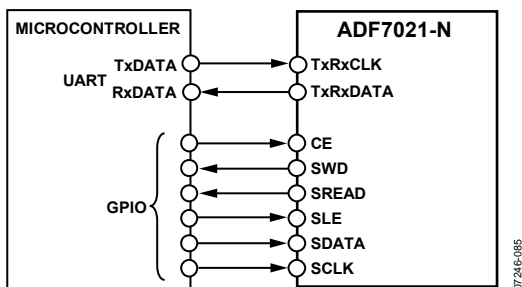 MICROCONTROLLER
ADF7021-N
TxDATA
UART
RxDATA
TxRxCLK
TxRxDATA
GPIO
CE
SWD
SREAD
SLE
SDATA
SCLK
07246-085